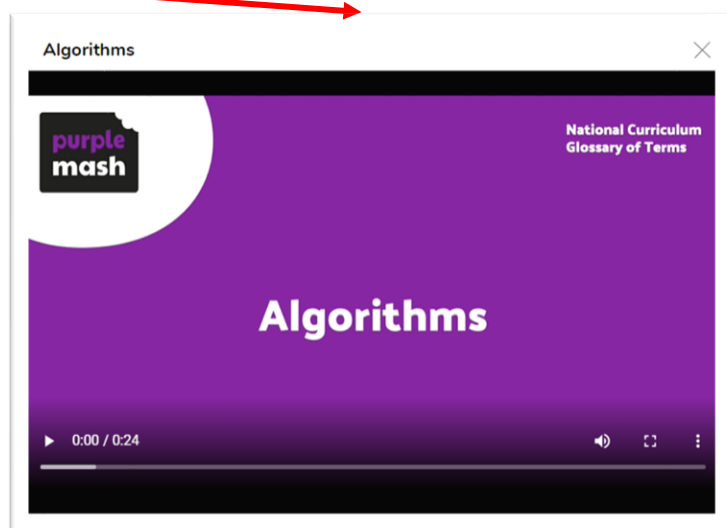 Algorithms
purple
mash
National Curriculum
Glossary of Terms
Algorithms
0:00 / 0:24